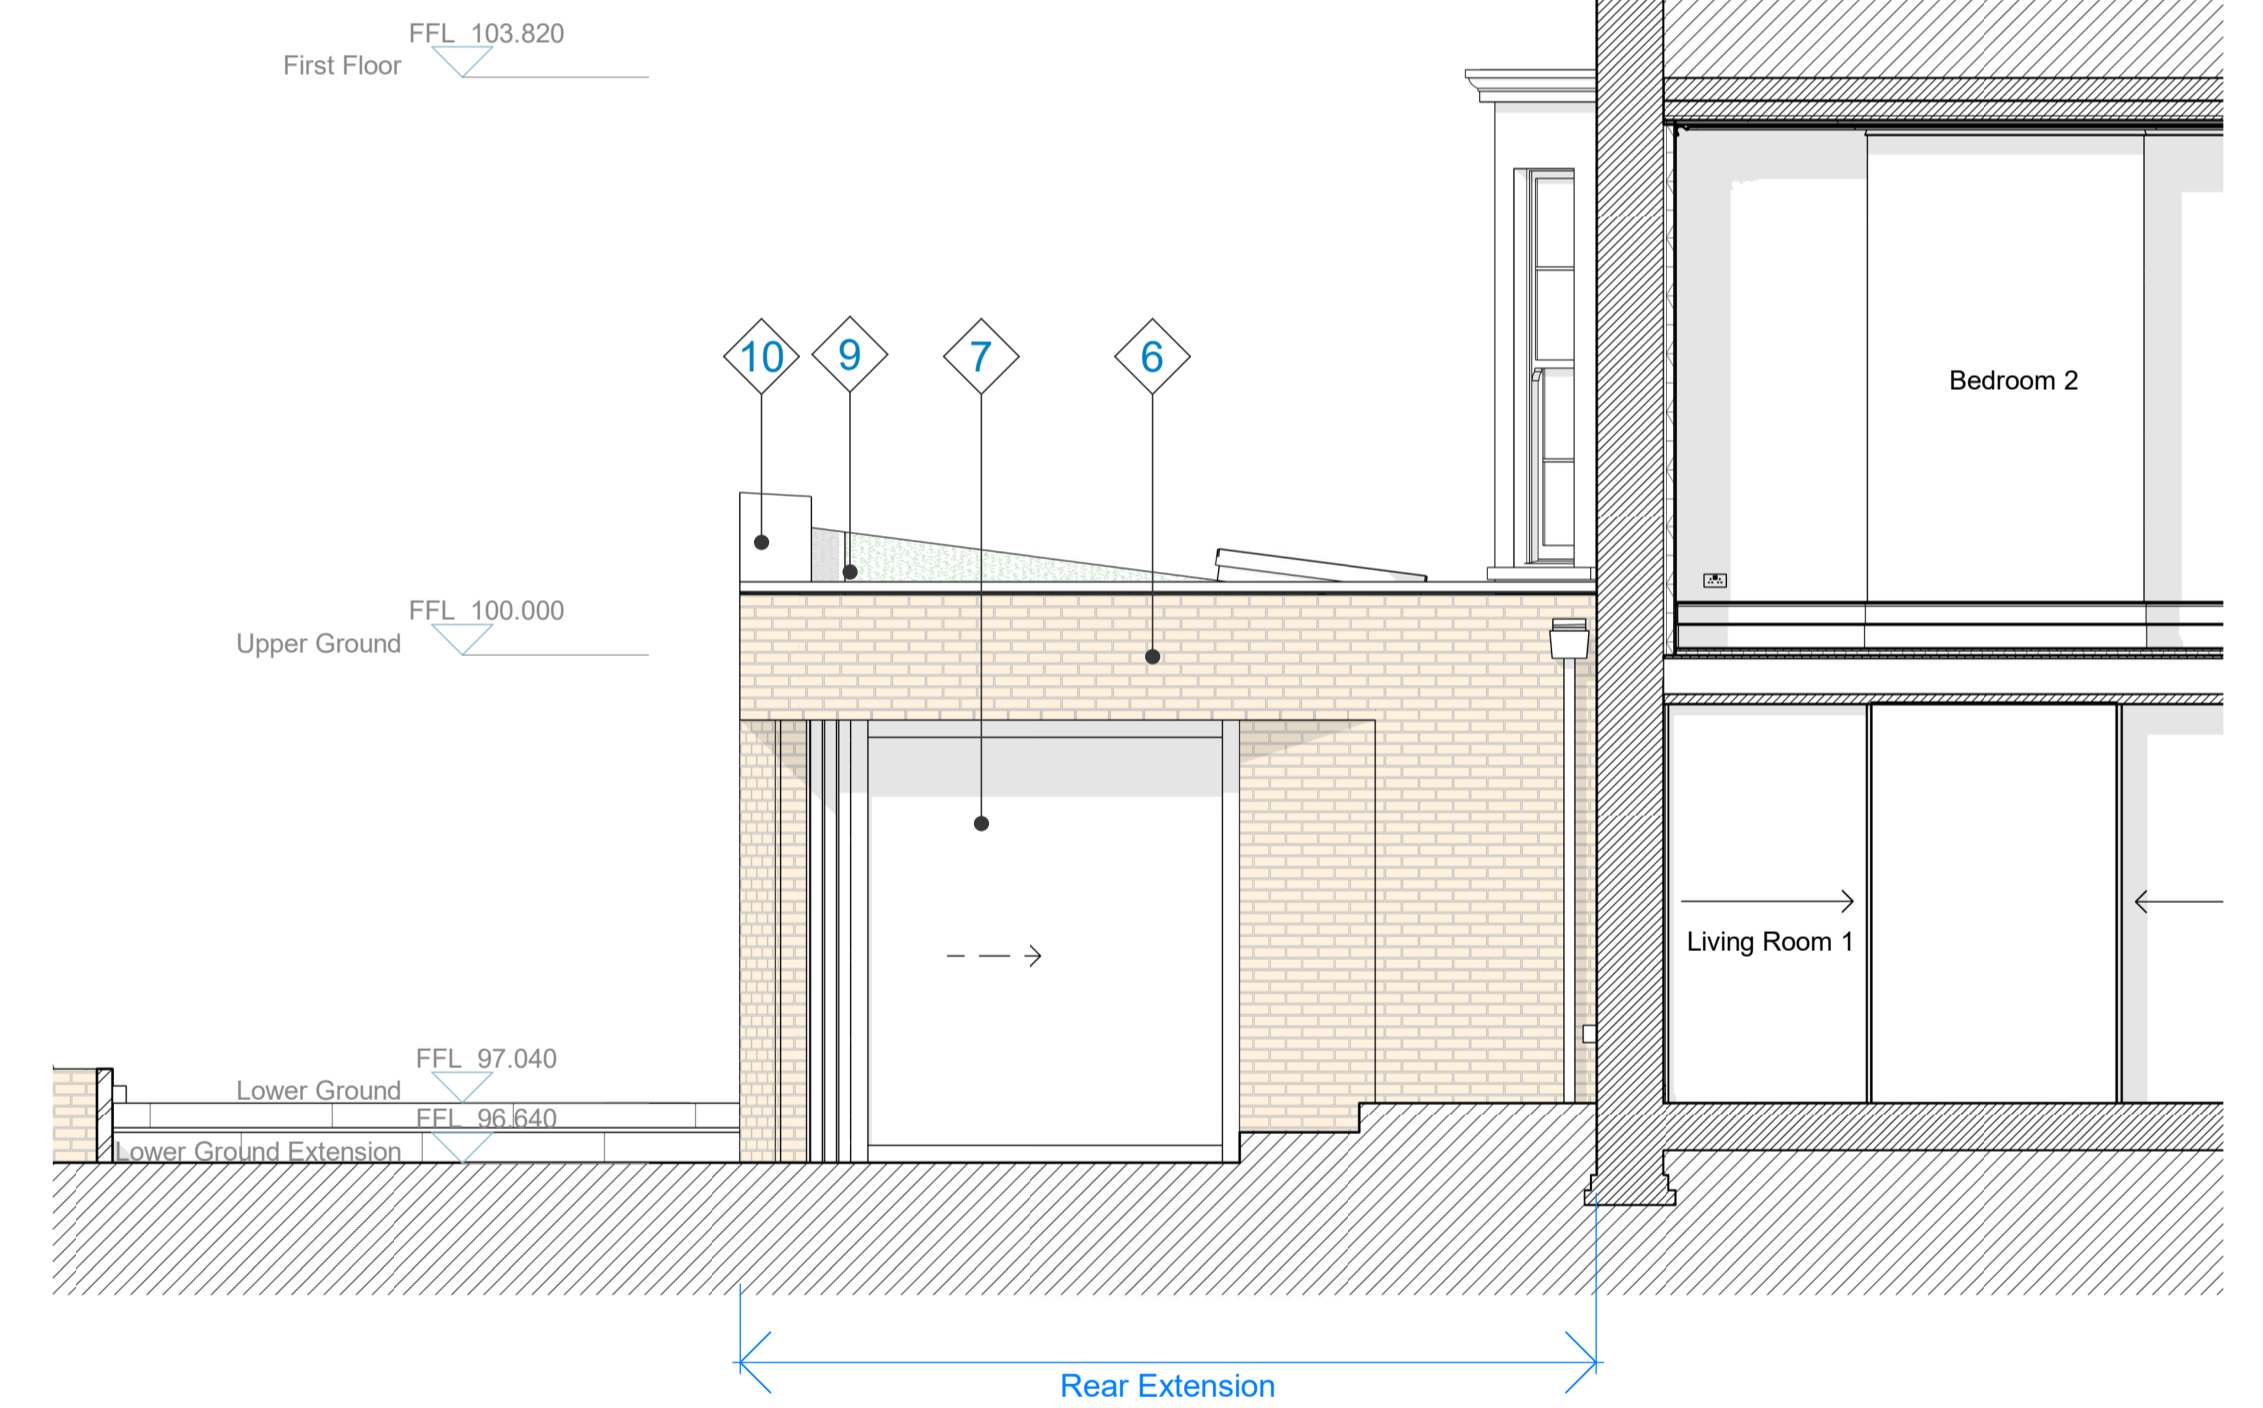 FFL 103.820
First Floor
10
9
7
6
Bedroom 2
FFL 100.000
Upper Ground
Living Room 1
FFL 97.040
Lower Ground
FFL 96.640
Lower Ground Extension
Rear Extension